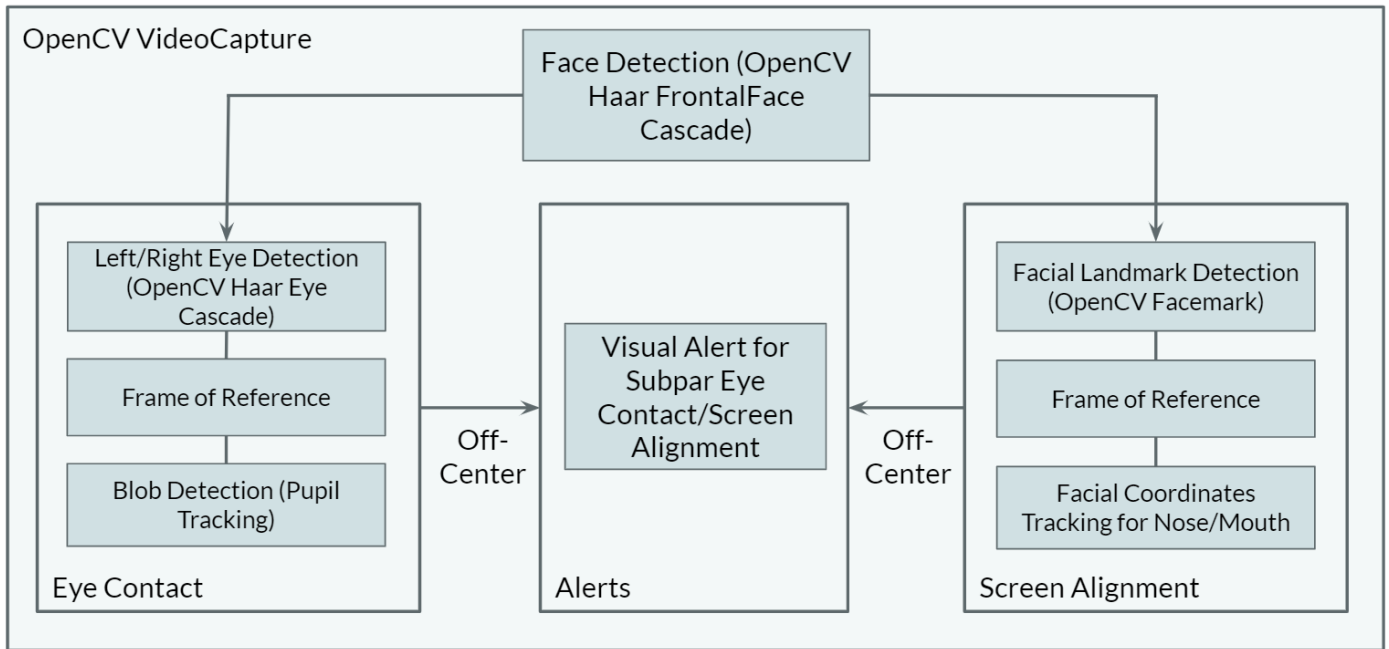 OpenCV VideoCapture
Face Detection (OpenCV
Haar FrontalFace
Cascade)
Left/Right Eye Detection
(OpenCV Haar Eye
Cascade)
Frame of Reference
Blob Detection (Pupil
Tracking)
Eye Contact
Off-
Center
Visual Alert for
Subpar Eye
Contact/Screen
Alignment
Alerts
Off-
Center
Facial Landmark Detection
(OpenCV Facemark)
Frame of Reference
Facial Coordinates
Tracking for Nose/Mouth
Screen Alignment